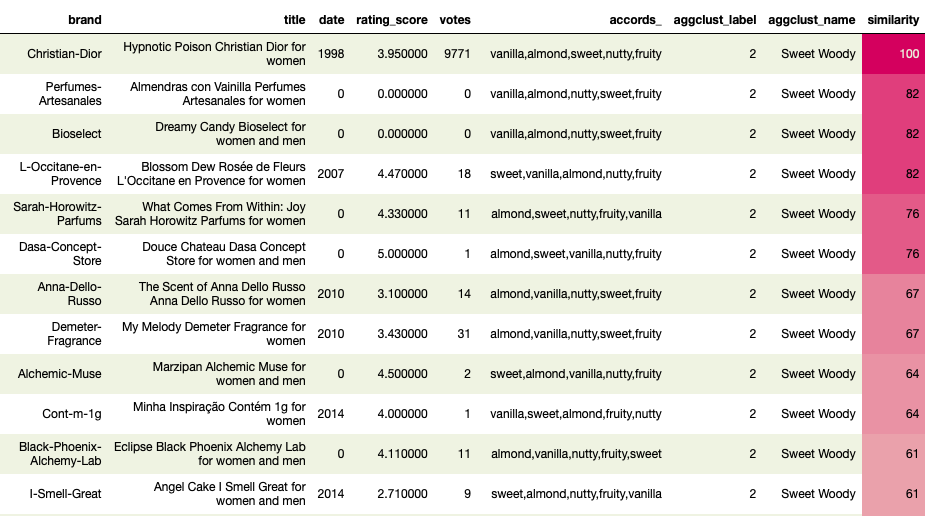 brand title date rating_score votes accords_ aggclust_label aggclust_name similarity
Christian-Dior Hypnotic Poison Christian Dior for women 1998 3.950000 9771 vanilla,almond,sweet,nutty,fruity 2 Sweet Woody 100
Perfumes-Artesanales Almendras con Vainilla Perfumes Artesanales for women 0 0.000000 0 vanilla,almond,nutty,sweet,fruity 2 Sweet Woody 82
Bioselect Dreamy Candy Bioselect for women and men 0 0.000000 0 vanilla,almond,nutty,sweet,fruity 2 Sweet Woody 82
L-Occitane-en-Provence Blossom Dew Rosée de Fleurs L'Occitane en Provence for women 2007 4.470000 18 sweet,vanilla,almond,nutty,fruity 2 Sweet Woody 82
Sarah-Horowitz-Parfums What Comes From Within: Joy Sarah Horowitz Parfums for women 0 4.330000 11 almond,sweet,nutty,fruity,vanilla 2 Sweet Woody 76
Dasa-Concept-Store Douce Chateau Dasa Concept Store for women and men 0 5.000000 1 almond,sweet,vanilla,nutty,fruity 2 Sweet Woody 76
Anna-Dello-Russo The Scent of Anna Dello Russo Anna Dello Russo for women 2010 3.100000 14 almond,vanilla,nutty,sweet,fruity 2 Sweet Woody 67
Demeter-Fragrance My Melody Demeter Fragrance for women 2010 3.430000 31 almond,vanilla,nutty,sweet,fruity 2 Sweet Woody 67
Alchemic-Muse Marzipan Alchemic Muse for women and men 0 4.500000 2 sweet,almond,vanilla,nutty,fruity 2 Sweet Woody 64
Cont-m-1g Minha Inspiração Contém 1g for women 2014 4.000000 1 vanilla,sweet,almond,fruity,nutty 2 Sweet Woody 64
Black-Phoenix-Alchemy-Lab Eclipse Black Phoenix Alchemy Lab for women and men 0 4.110000 11 almond,vanilla,nutty,fruity,sweet 2 Sweet Woody 61
I-Smell-Great Angel Cake I Smell Great for women and men 2014 2.710000 9 sweet,almond,nutty,fruity,vanilla 2 Sweet Woody 61